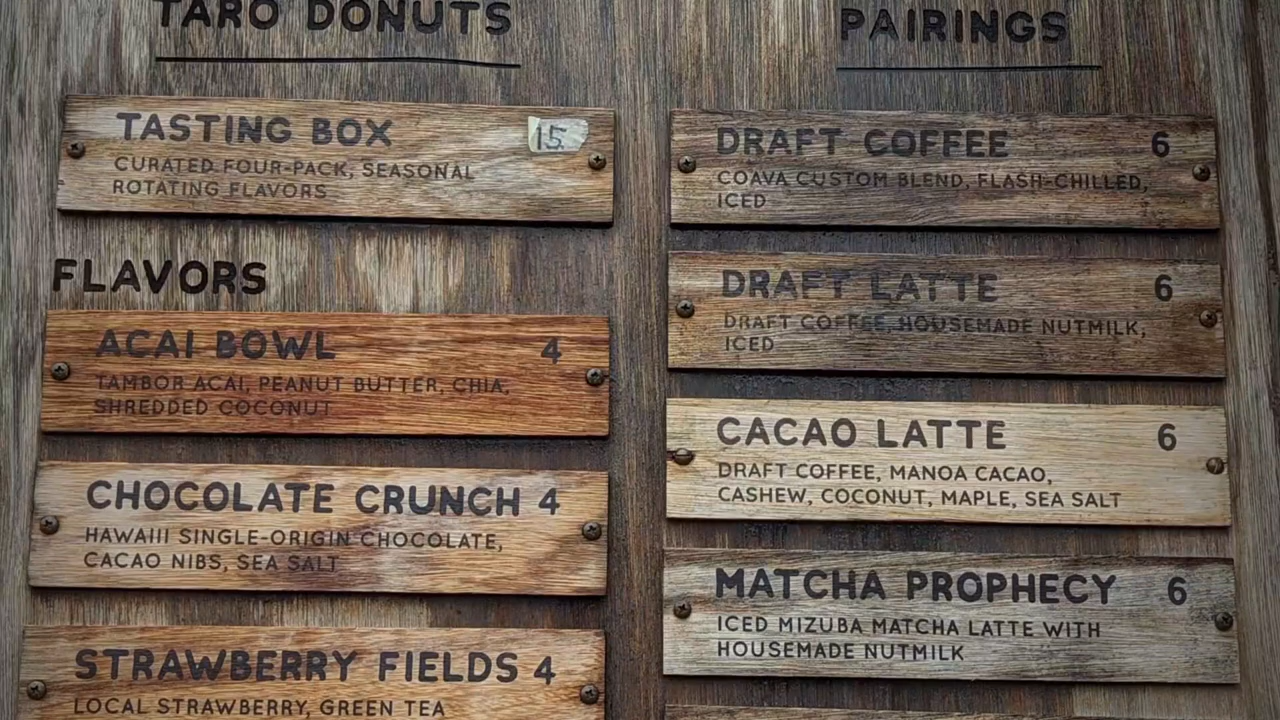 TARO DONUTS
TASTING BOX 15.
CURATED FOUR-PACK, SEASONAL
ROTATING FLAVORS
FLAVORS
ACAI BOWL 4
TAMBOR ACAI, PEANUT BUTTER, CHIA,
SHREDDED COCONUT
CHOCOLATE CRUNCH 4
HAWAIII SINGLE-ORIGIN CHOCOLATE,
CACAO NIBS, SEA SALT
STRAWBERRY FIELDS 4
LOCAL STRAWBERRY, GREEN TEA
PAIRINGS
DRAFT COFFEE 6
COAVA CUSTOM BLEND, FLASH-CHILLED,
ICED
DRAFT LATTE 6
DRAFT COFFEE, HOUSEMADE NUTMILK,
ICED
CACAO LATTE 6
DRAFT COFFEE, MANOA CACAO,
CASHEW, COCONUT, MAPLE, SEA SALT
MATCHA PROPHECY 6
ICED MIZUBA MATCHA LATTE WITH
HOUSEMADE NUTMILK